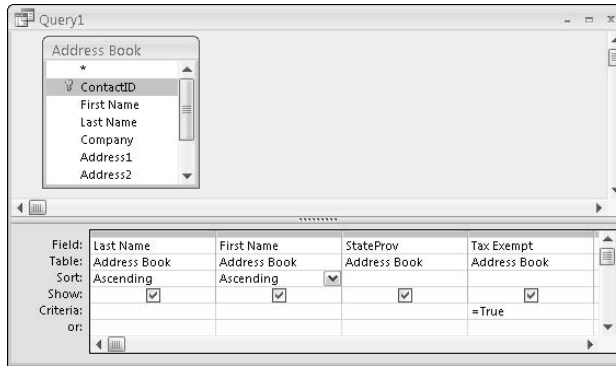 Query1
Address Book
*
ContactID
First Name
Last Name
Company
Address1
Address2
Field: Last Name First Name StateProv Tax Exempt
Table: Address Book Address Book Address Book Address Book
Sort: Ascending Ascending
Show:
Criteria: =True
or: